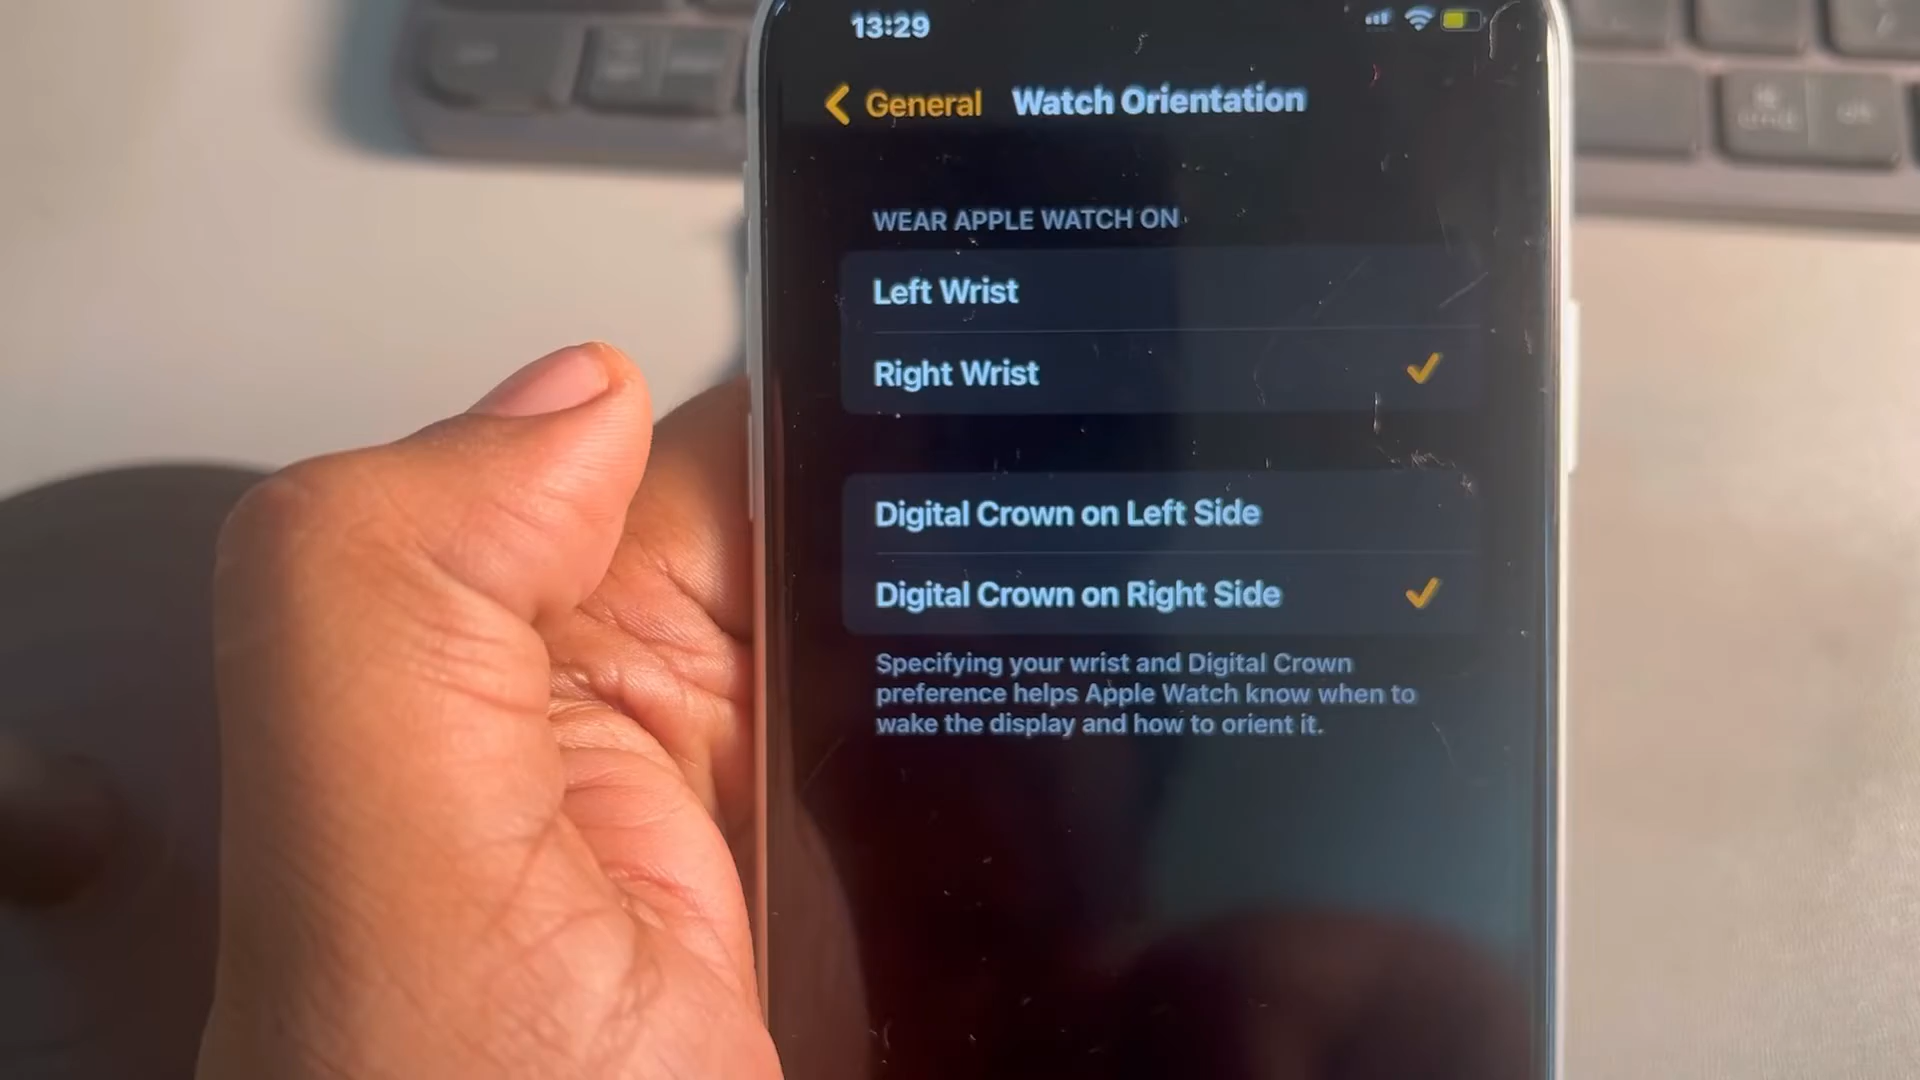 13:29
General Watch Orientation
WEAR APPLE WATCH ON
Left Wrist
Right Wrist
Digital Crown on Left Side
Digital Crown on Right Side
Specifying your wrist and Digital Crown
preference helps Apple Watch know when to
wake the display and how to orient it.